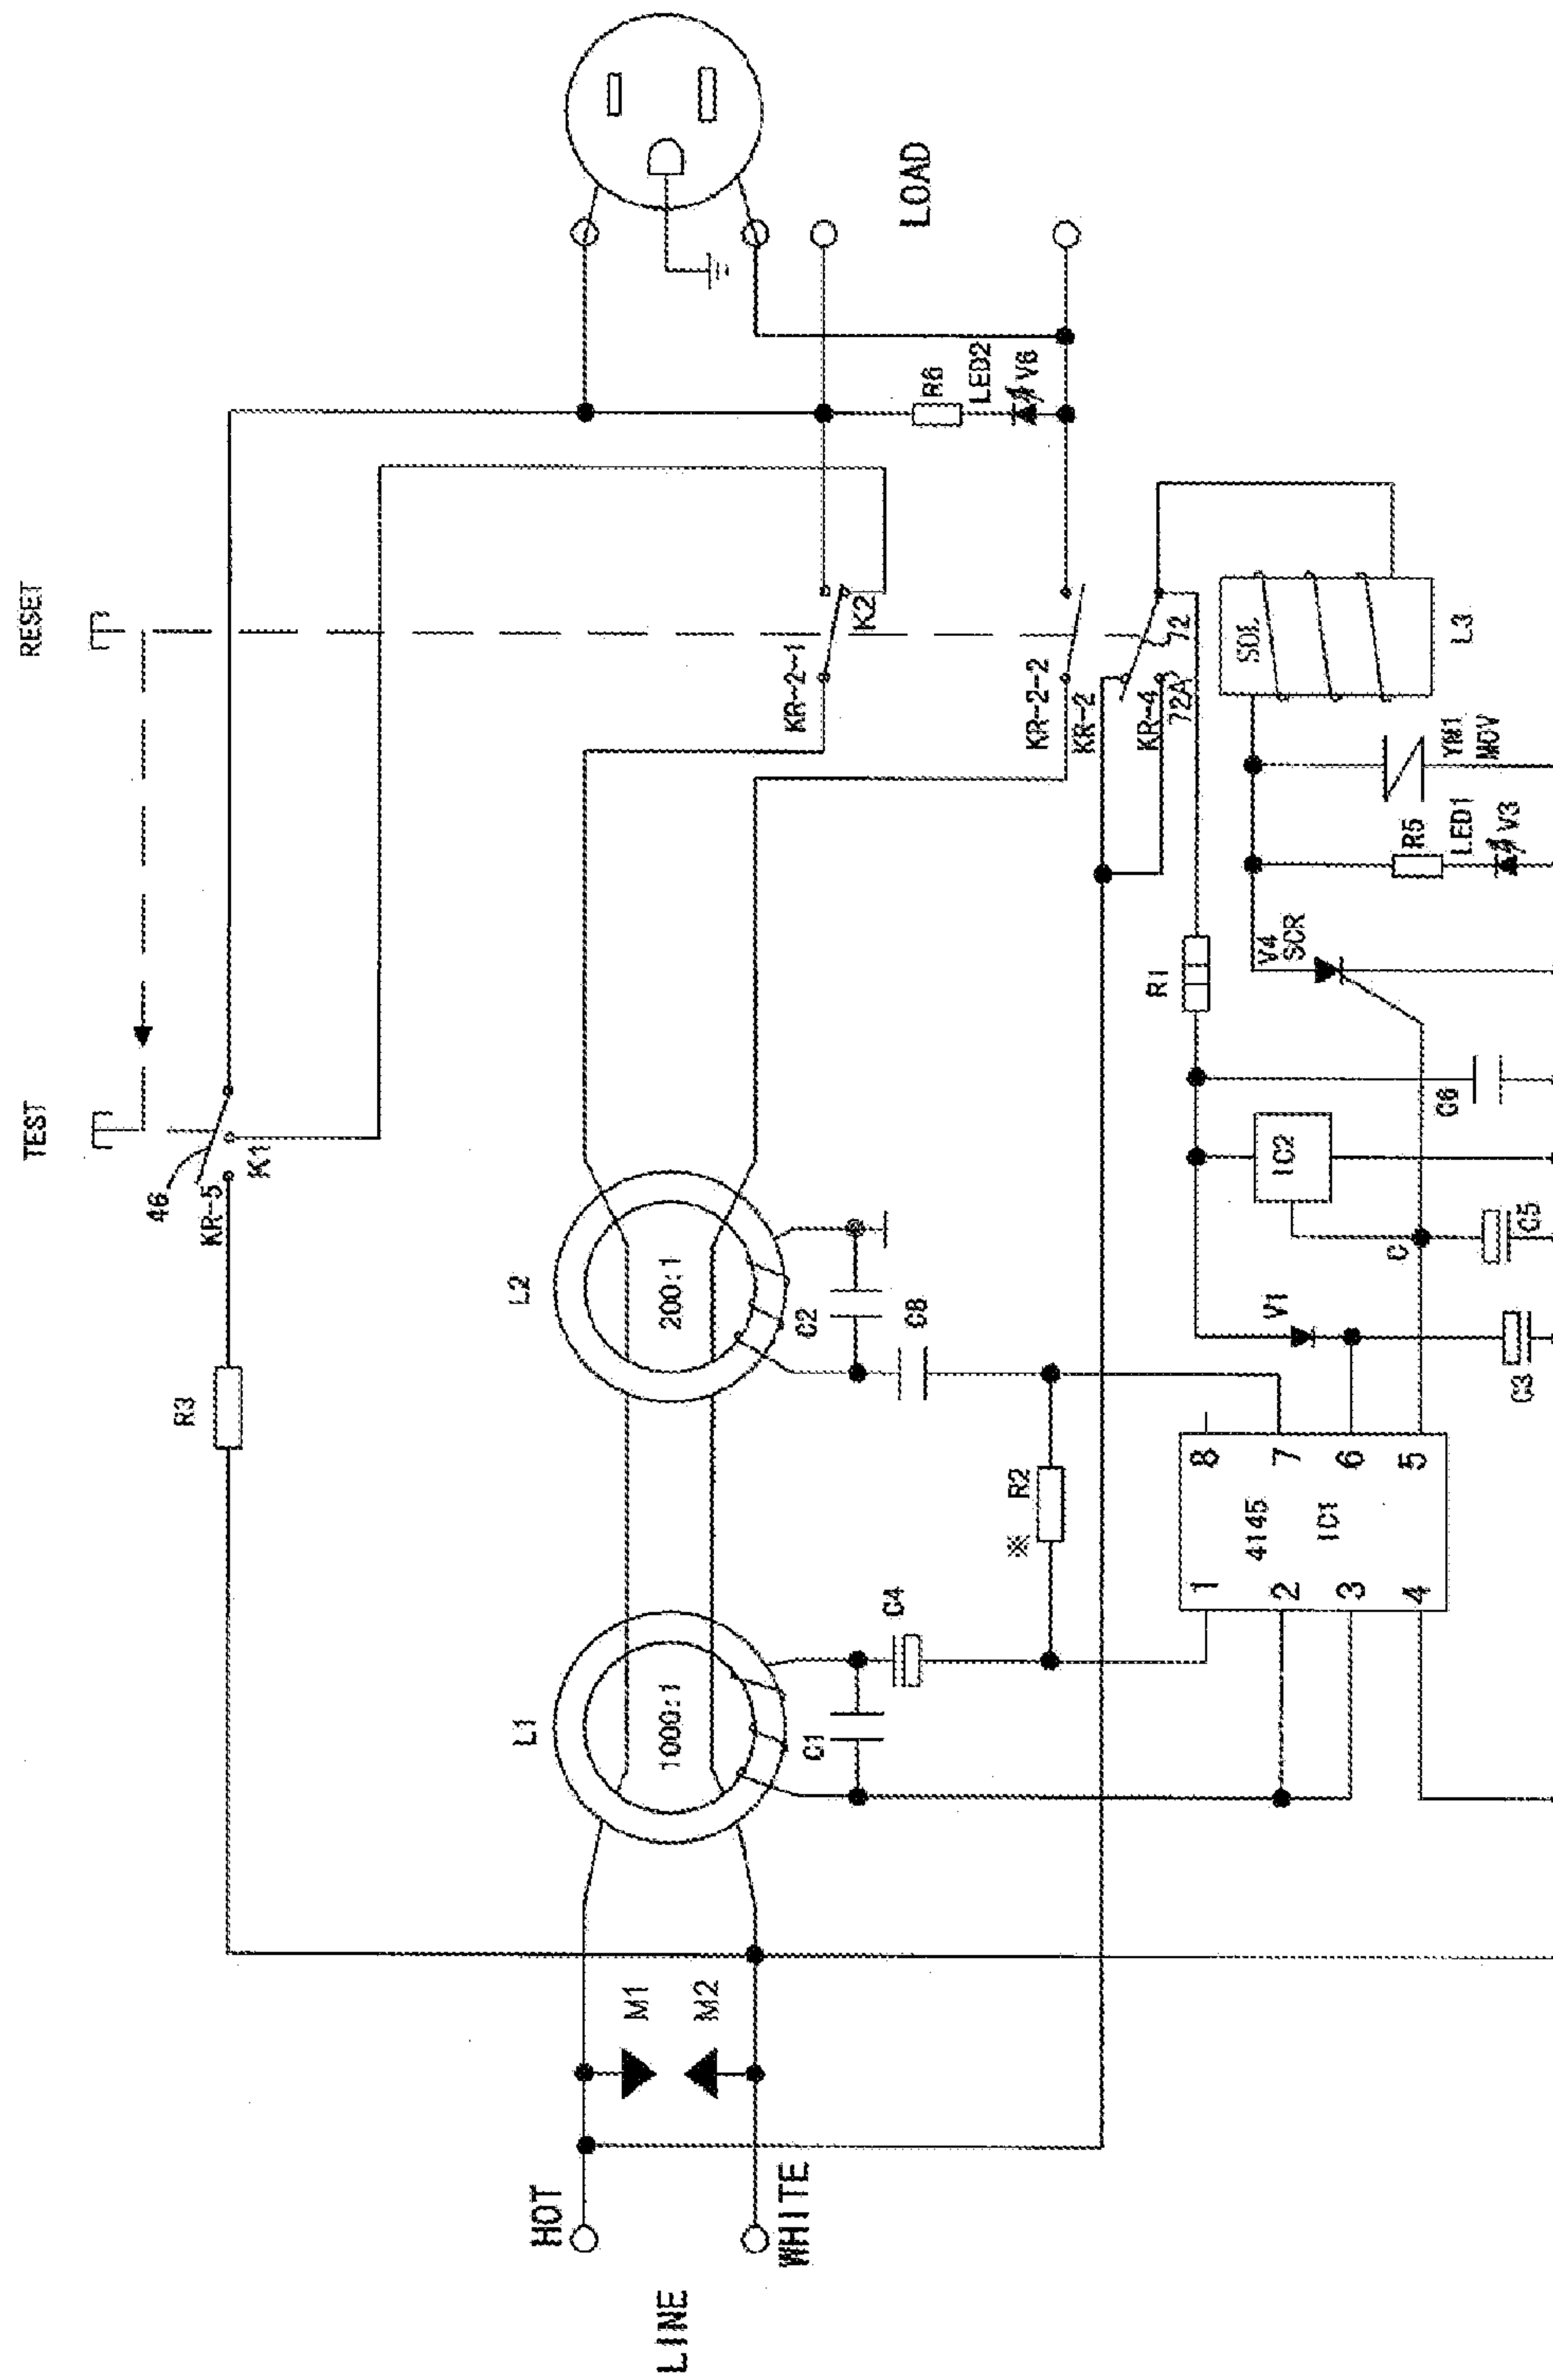 TEST
RESET
46
KR-5
K1
R3
L1
1000:1
L2
200:1
HOT
LINE
WHITE
M1
M2
C1
C4
C2
C8
※ R2
KR-2-1
K2
KR-2-2
KR-2
KR-4
72
72A
R6
LED2
V6
LOAD
R1
1
2
3
4
8
7
6
5
4145
IC1
V1
C3
C
C5
IC2
C6
V4
SCR
R5
LED1
V3
MOV
SOL
L3